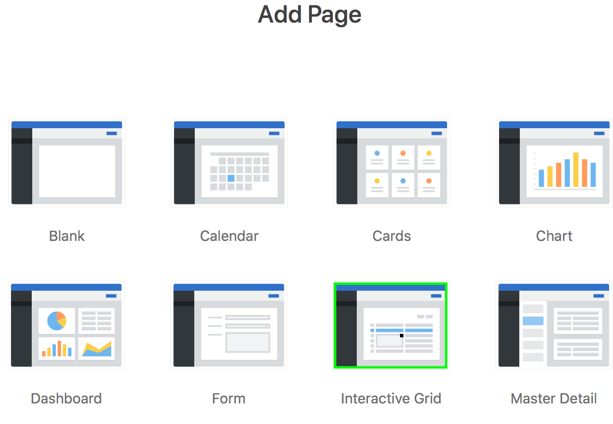 Add Page
Blank
Calendar
Cards
Chart
Dashboard
Form
Interactive Grid
Master Detail